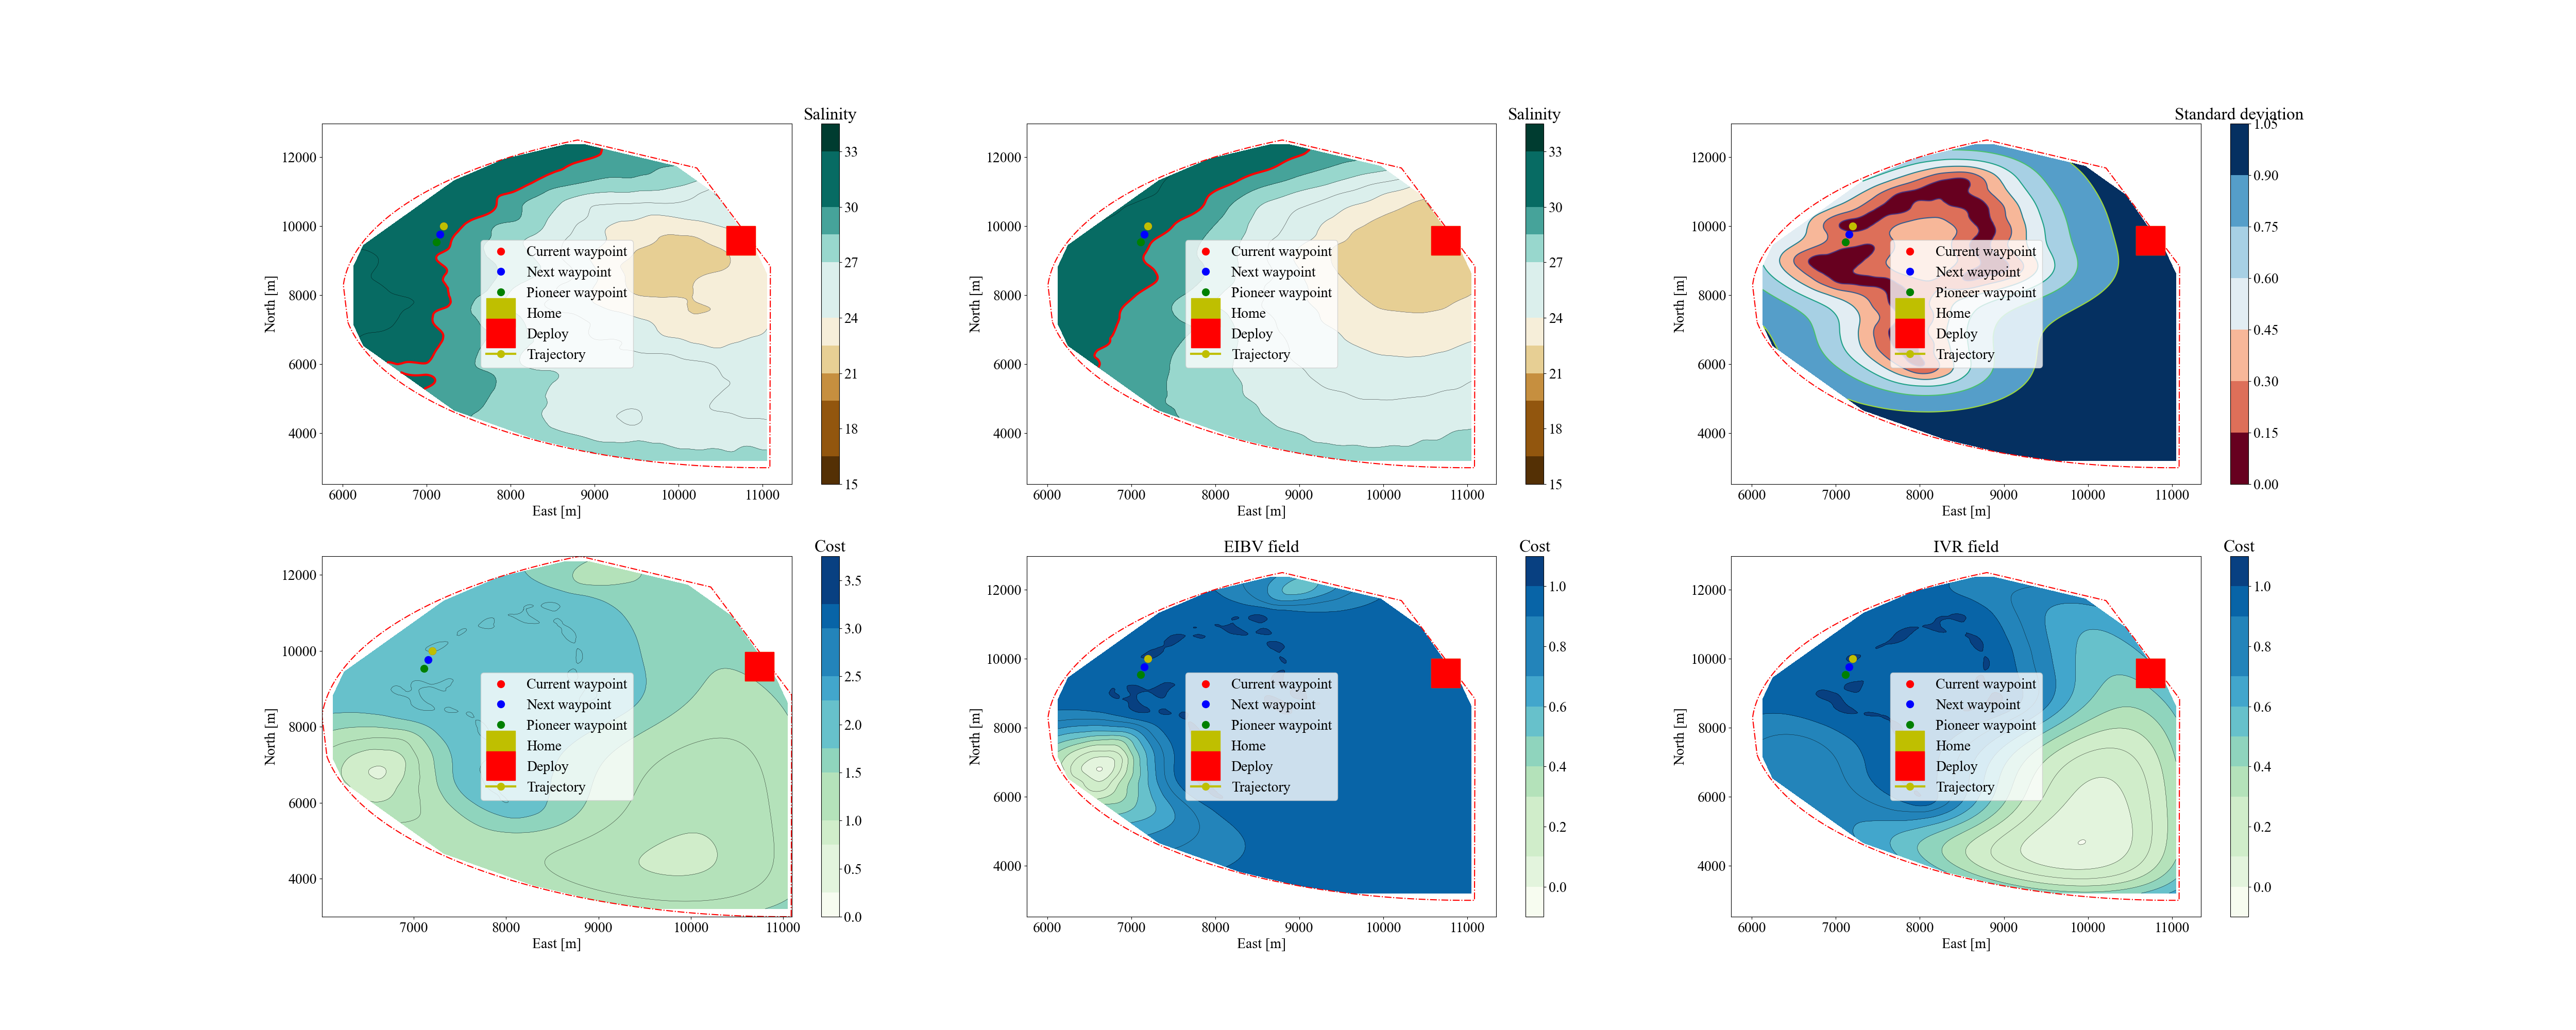 Salinity
12000
10000
8000
6000
4000
North [m]
6000 7000 8000 9000 10000 11000
East [m]
Current waypoint
Next waypoint
Pioneer waypoint
Home
Deploy
Trajectory
33
30
27
24
21
18
15
Salinity
12000
10000
8000
6000
4000
North [m]
6000 7000 8000 9000 10000 11000
East [m]
Current waypoint
Next waypoint
Pioneer waypoint
Home
Deploy
Trajectory
33
30
27
24
21
18
15
Standard deviation
12000
10000
8000
6000
4000
North [m]
6000 7000 8000 9000 10000 11000
East [m]
Current waypoint
Next waypoint
Pioneer waypoint
Home
Deploy
Trajectory
1.05
0.90
0.75
0.60
0.45
0.30
0.15
0.00
Cost
12000
10000
8000
6000
4000
North [m]
7000 8000 9000 10000 11000
East [m]
Current waypoint
Next waypoint
Pioneer waypoint
Home
Deploy
Trajectory
3.5
3.0
2.5
2.0
1.5
1.0
0.5
0.0
EIBV field
Cost
12000
10000
8000
6000
4000
North [m]
6000 7000 8000 9000 10000 11000
East [m]
Current waypoint
Next waypoint
Pioneer waypoint
Home
Deploy
Trajectory
1.0
0.8
0.6
0.4
0.2
0.0
IVR field
Cost
12000
10000
8000
6000
4000
North [m]
6000 7000 8000 9000 10000 11000
East [m]
Current waypoint
Next waypoint
Pioneer waypoint
Home
Deploy
Trajectory
1.0
0.8
0.6
0.4
0.2
0.0